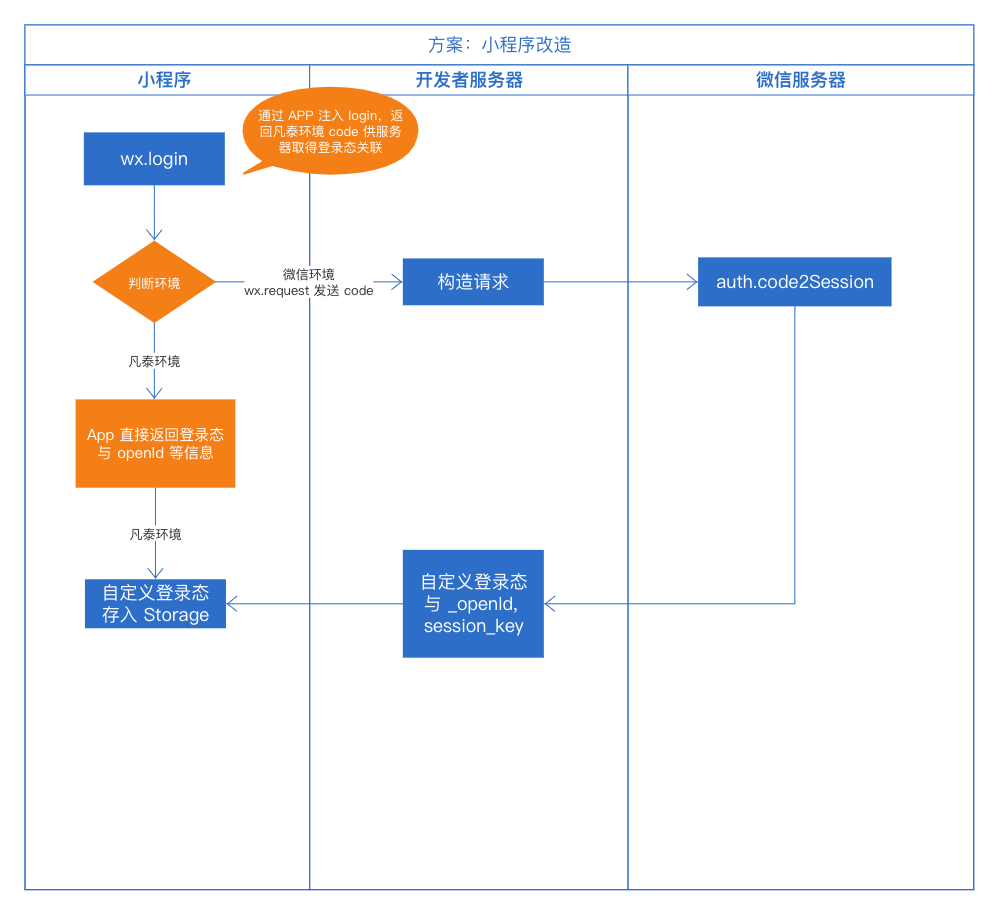 方案：小程序改造
小程序
开发者服务器
微信服务器
通过 APP 注入 login，返
回凡泰环境 code 供服务
器取得登录态关联
wx.login
判断环境
微信环境
wx.request 发送 code
构造请求
auth.code2Session
凡泰环境
App 直接返回登录态
与 openId 等信息
凡泰环境
自定义登录态
存入 Storage
自定义登录态
与 _openId,
session_key